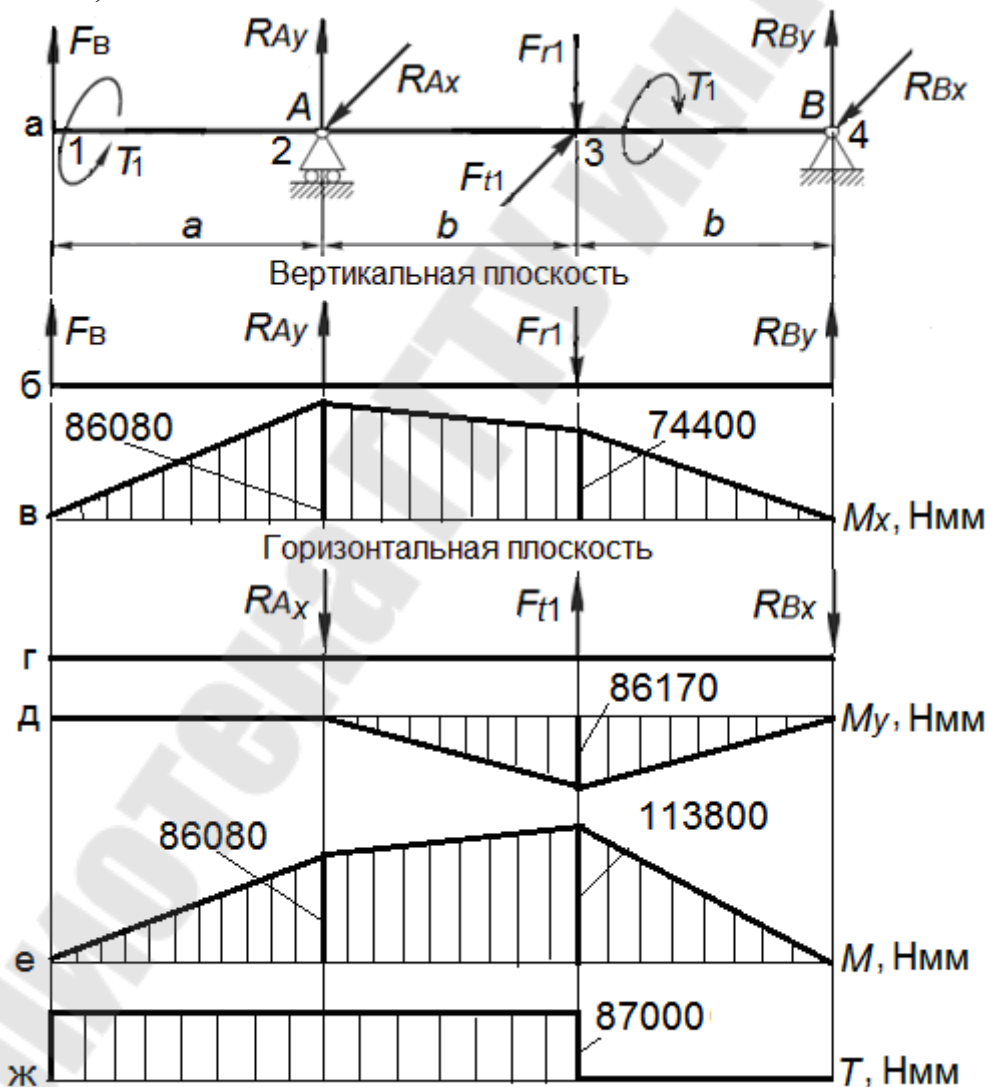 F_В R_Ay R_Ax F_r1 T_1 R_By R_Bx
а 1 T_1 2 A F_t1 3 B 4
a b b
Вертикальная плоскость
F_В R_Ay F_r1 R_By
б
86080 74400
в M_x, Нмм
Горизонтальная плоскость
R_Ax F_t1 R_Bx
г
86170
д M_y, Нмм
86080 113800
е M, Нмм
87000
ж T, Нмм